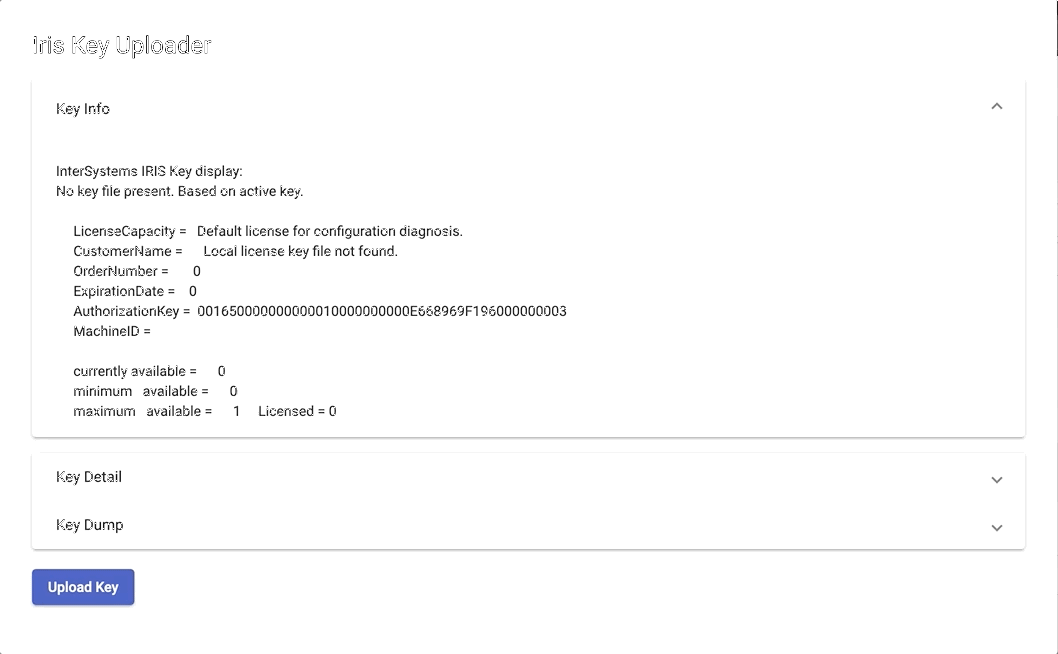 Iris Key Uploader
Key Info
InterSystems IRIS Key display:
No key file present. Based on active key.
LicenseCapacity = Default license for configuration diagnosis.
CustomerName = Local license key file not found.
OrderNumber = 0
ExpirationDate = 0
AuthorizationKey = 001650000000000010000000000E668969F196000000003
MachineID =
currently available = 0
minimum available = 0
maximum available = 1 Licensed = 0
Key Detail
Key Dump
Upload Key